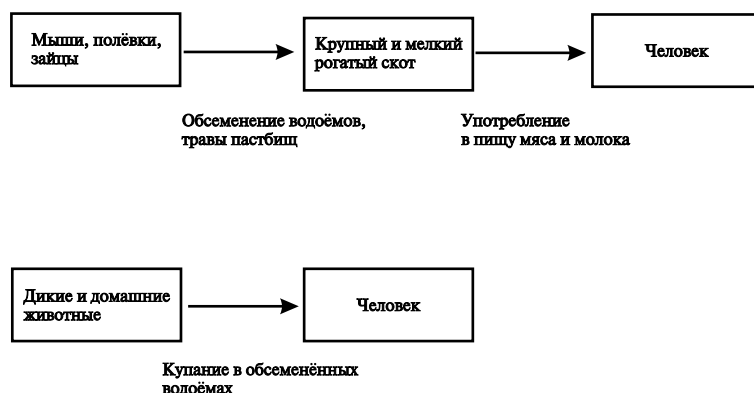 Мыши, полёвки,
зайцы
Крупный и мелкий
рогатый скот
Человек
Обсеменение водоёмов,
травы пастбищ
Употребление
в пищу мяса и молока
Дикие и домашние
животные
Человек
Купание в обсеменённых
водоёмах